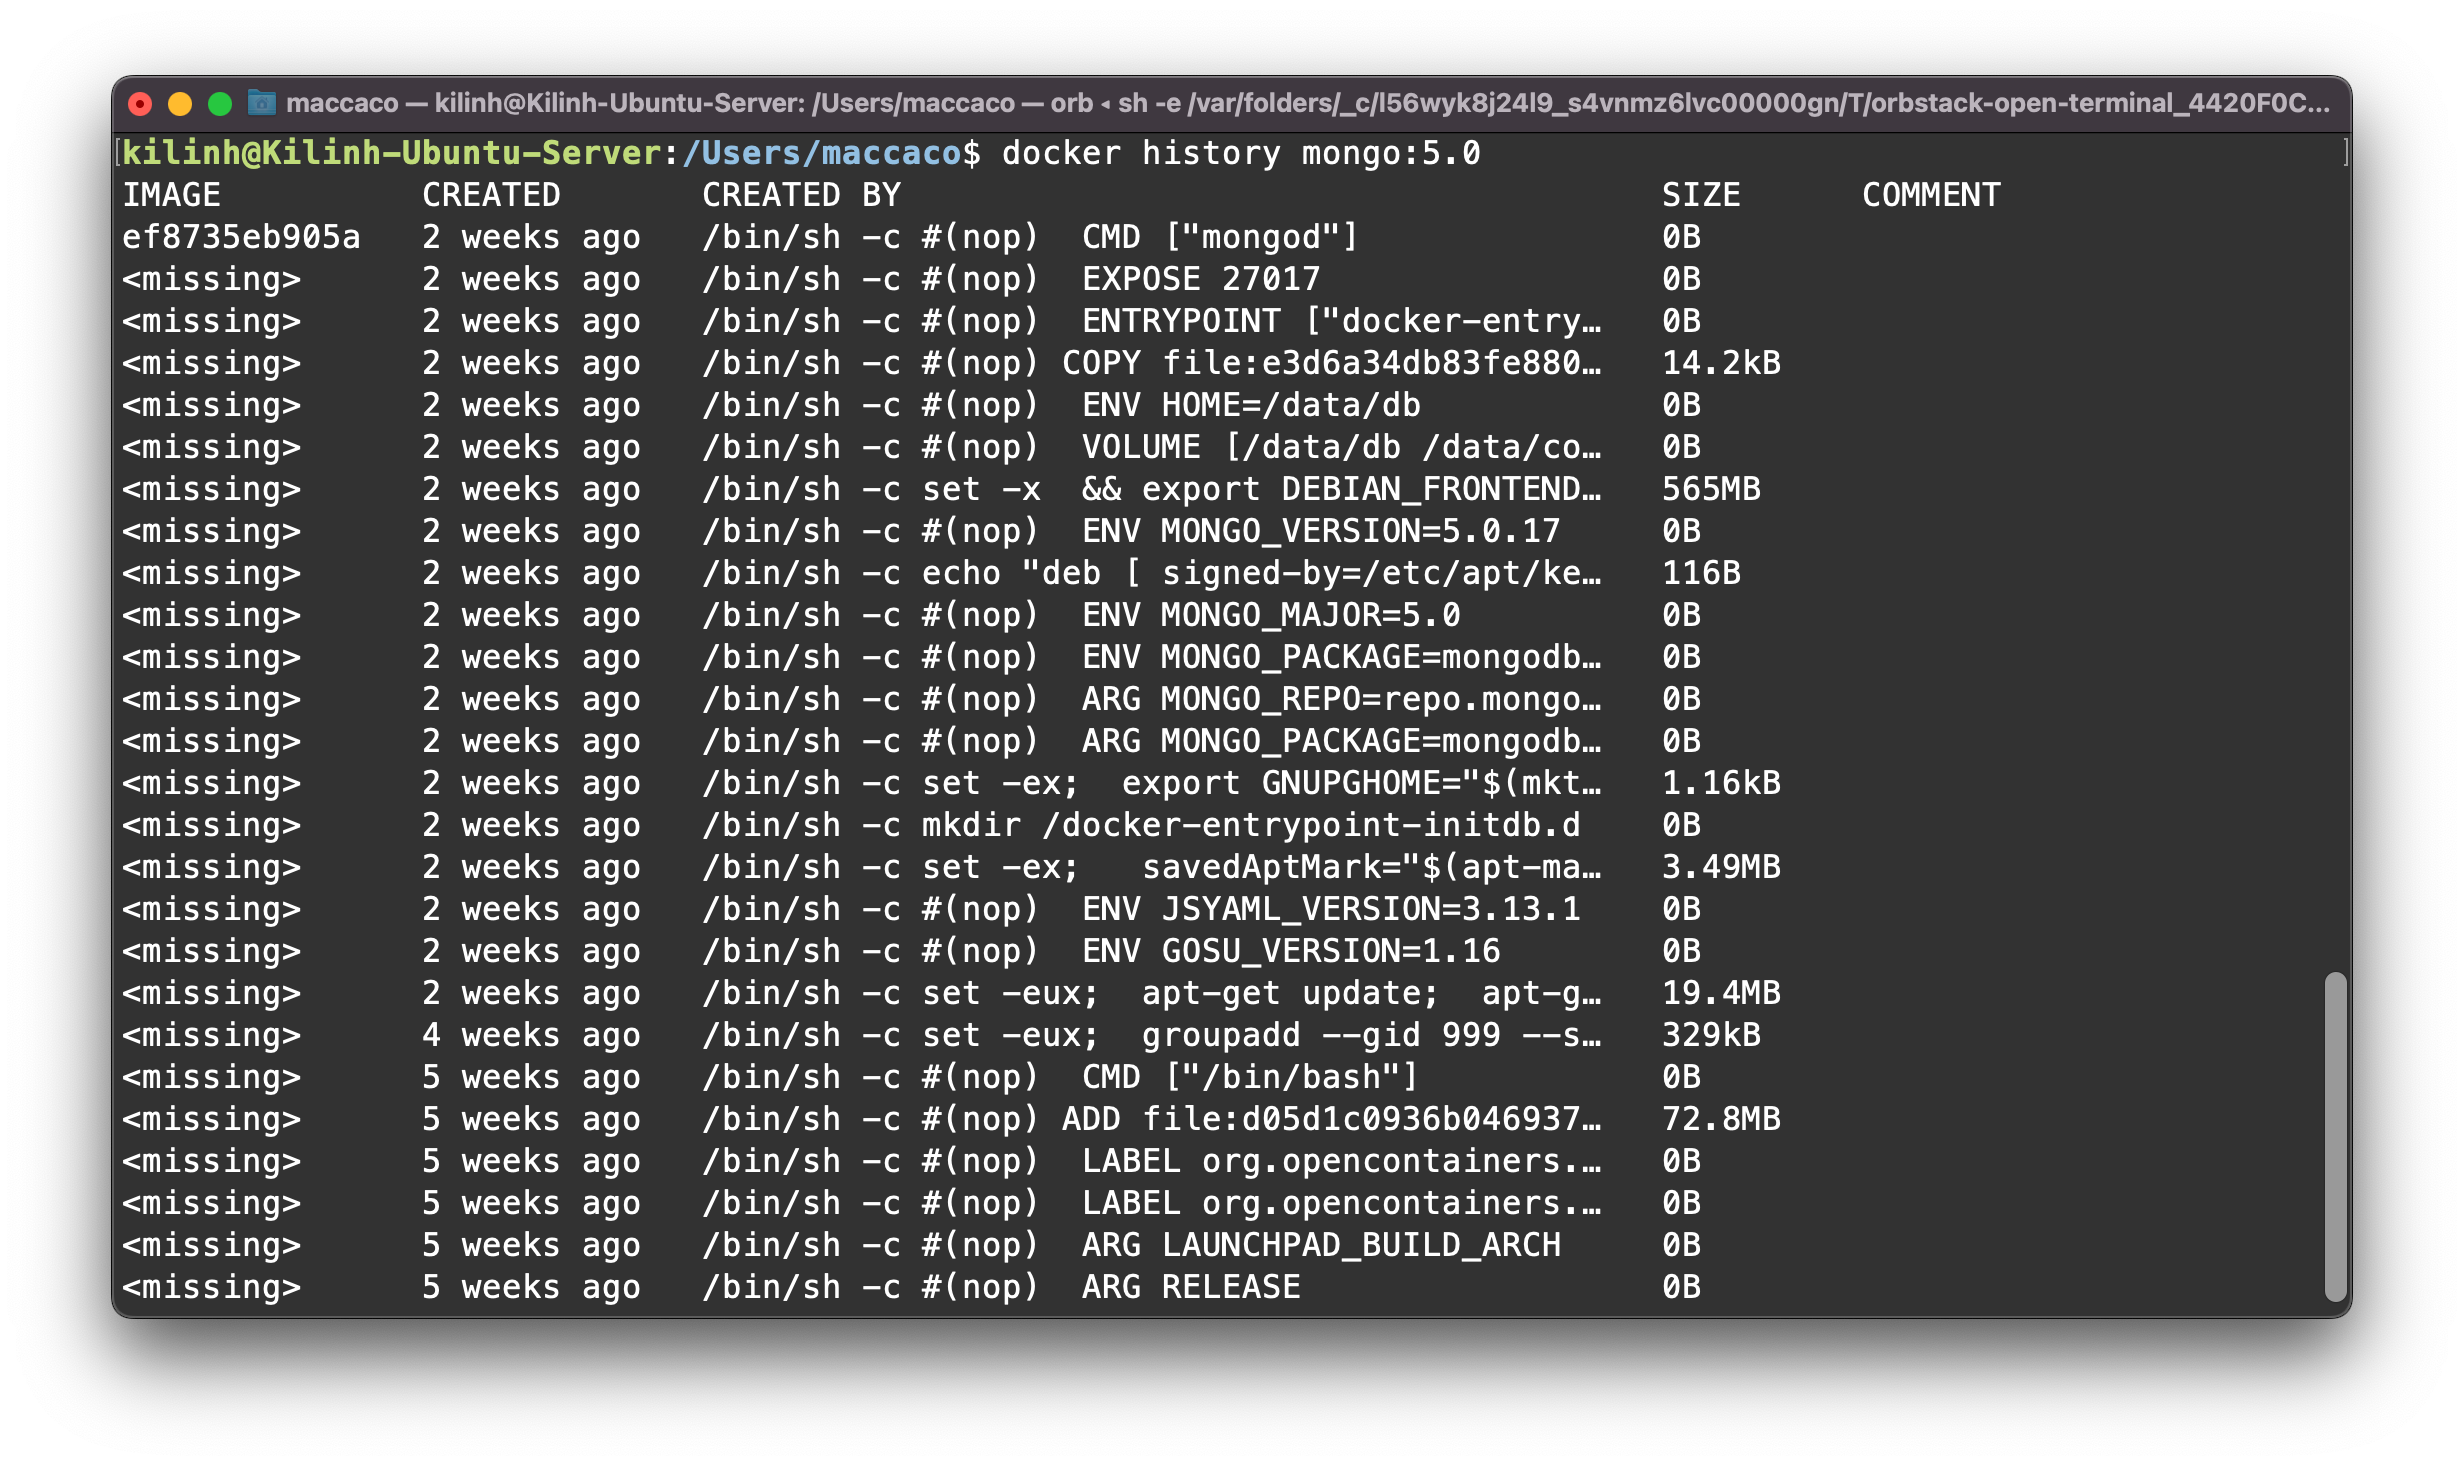 maccaco — kilinh@Kilinh-Ubuntu-Server: /Users/maccaco — orb ◂ sh -e /var/folders/_c/l56wyk8j24l9_s4vnmz6lvc00000gn/T/orbstack-open-terminal_4420F0C...
[kilinh@Kilinh-Ubuntu-Server:/Users/maccaco$ docker history mongo:5.0 ]
IMAGE          CREATED       CREATED BY                                      SIZE      COMMENT
ef8735eb905a   2 weeks ago   /bin/sh -c #(nop)  CMD ["mongod"]               0B
<missing>      2 weeks ago   /bin/sh -c #(nop)  EXPOSE 27017                 0B
<missing>      2 weeks ago   /bin/sh -c #(nop)  ENTRYPOINT ["docker-entry…   0B
<missing>      2 weeks ago   /bin/sh -c #(nop) COPY file:e3d6a34db83fe880…   14.2kB
<missing>      2 weeks ago   /bin/sh -c #(nop)  ENV HOME=/data/db            0B
<missing>      2 weeks ago   /bin/sh -c #(nop)  VOLUME [/data/db /data/co…   0B
<missing>      2 weeks ago   /bin/sh -c set -x  && export DEBIAN_FRONTEND…   565MB
<missing>      2 weeks ago   /bin/sh -c #(nop)  ENV MONGO_VERSION=5.0.17     0B
<missing>      2 weeks ago   /bin/sh -c echo "deb [ signed-by=/etc/apt/ke…   116B
<missing>      2 weeks ago   /bin/sh -c #(nop)  ENV MONGO_MAJOR=5.0          0B
<missing>      2 weeks ago   /bin/sh -c #(nop)  ENV MONGO_PACKAGE=mongodb…   0B
<missing>      2 weeks ago   /bin/sh -c #(nop)  ARG MONGO_REPO=repo.mongo…   0B
<missing>      2 weeks ago   /bin/sh -c #(nop)  ARG MONGO_PACKAGE=mongodb…   0B
<missing>      2 weeks ago   /bin/sh -c set -ex;  export GNUPGHOME="$(mkt…   1.16kB
<missing>      2 weeks ago   /bin/sh -c mkdir /docker-entrypoint-initdb.d    0B
<missing>      2 weeks ago   /bin/sh -c set -ex;   savedAptMark="$(apt-ma…   3.49MB
<missing>      2 weeks ago   /bin/sh -c #(nop)  ENV JSYAML_VERSION=3.13.1    0B
<missing>      2 weeks ago   /bin/sh -c #(nop)  ENV GOSU_VERSION=1.16        0B
<missing>      2 weeks ago   /bin/sh -c set -eux;  apt-get update;  apt-g…   19.4MB
<missing>      4 weeks ago   /bin/sh -c set -eux;  groupadd --gid 999 --s…   329kB
<missing>      5 weeks ago   /bin/sh -c #(nop)  CMD ["/bin/bash"]            0B
<missing>      5 weeks ago   /bin/sh -c #(nop) ADD file:d05d1c0936b046937…   72.8MB
<missing>      5 weeks ago   /bin/sh -c #(nop)  LABEL org.opencontainers.…   0B
<missing>      5 weeks ago   /bin/sh -c #(nop)  LABEL org.opencontainers.…   0B
<missing>      5 weeks ago   /bin/sh -c #(nop)  ARG LAUNCHPAD_BUILD_ARCH     0B
<missing>      5 weeks ago   /bin/sh -c #(nop)  ARG RELEASE                  0B